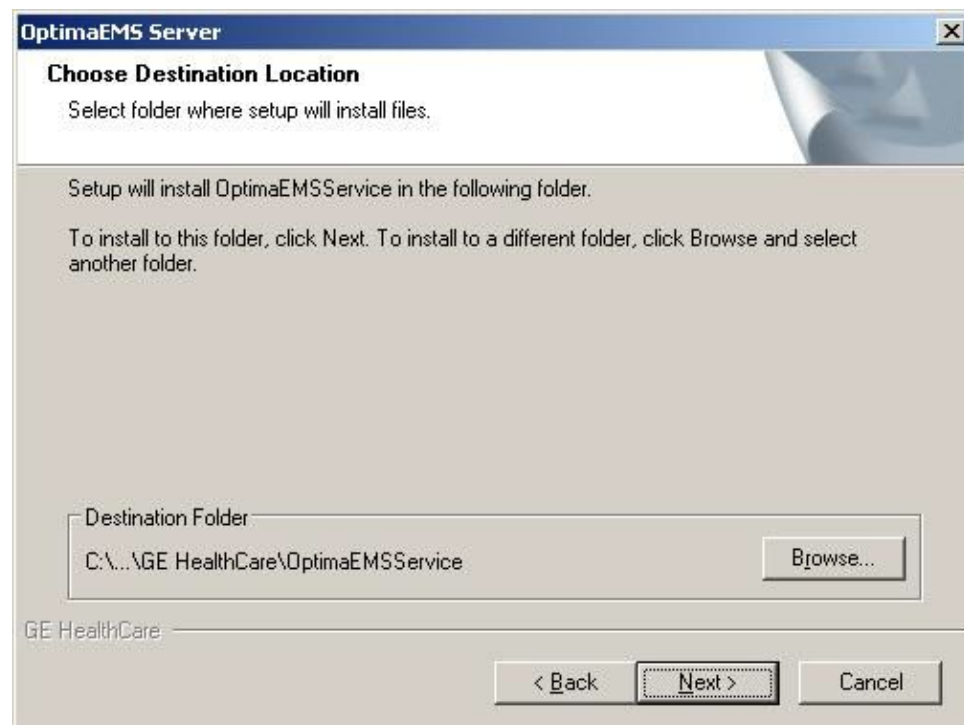 OptimaEMS Server
Choose Destination Location
Select folder where setup will install files.
Setup will install OptimaEMSService in the following folder.
To install to this folder, click Next. To install to a different folder, click Browse and select
another folder.
Destination Folder
C:\...\GE HealthCare\OptimaEMSService
Browse...
GE HealthCare
< Back
Next >
Cancel